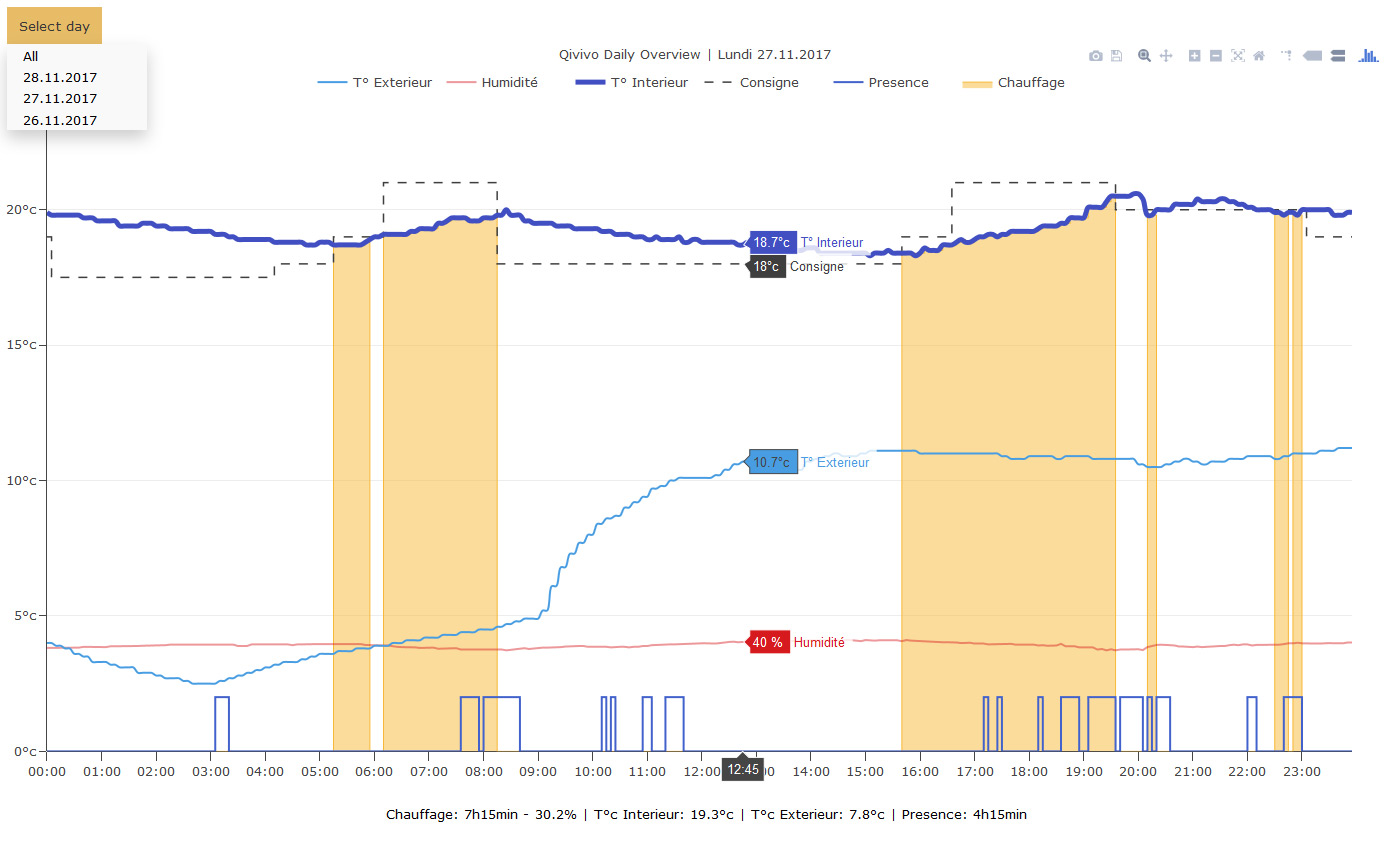 Select day
All
28.11.2017
27.11.2017
26.11.2017
Qivivo Daily Overview | Lundi 27.11.2017
T° Exterieur Humidité T° Interieur Consigne Presence Chauffage
20°c
18.7°c T° Interieur
18°c Consigne
15°c
10.7°c T° Exterieur
10°c
5°c
40 % Humidité
0°c
00:00 01:00 02:00 03:00 04:00 05:00 06:00 07:00 08:00 09:00 10:00 11:00 12:00 12:45 14:00 15:00 16:00 17:00 18:00 19:00 20:00 21:00 22:00 23:00
Chauffage: 7h15min - 30.2% | T°c Interieur: 19.3°c | T°c Exterieur: 7.8°c | Presence: 4h15min